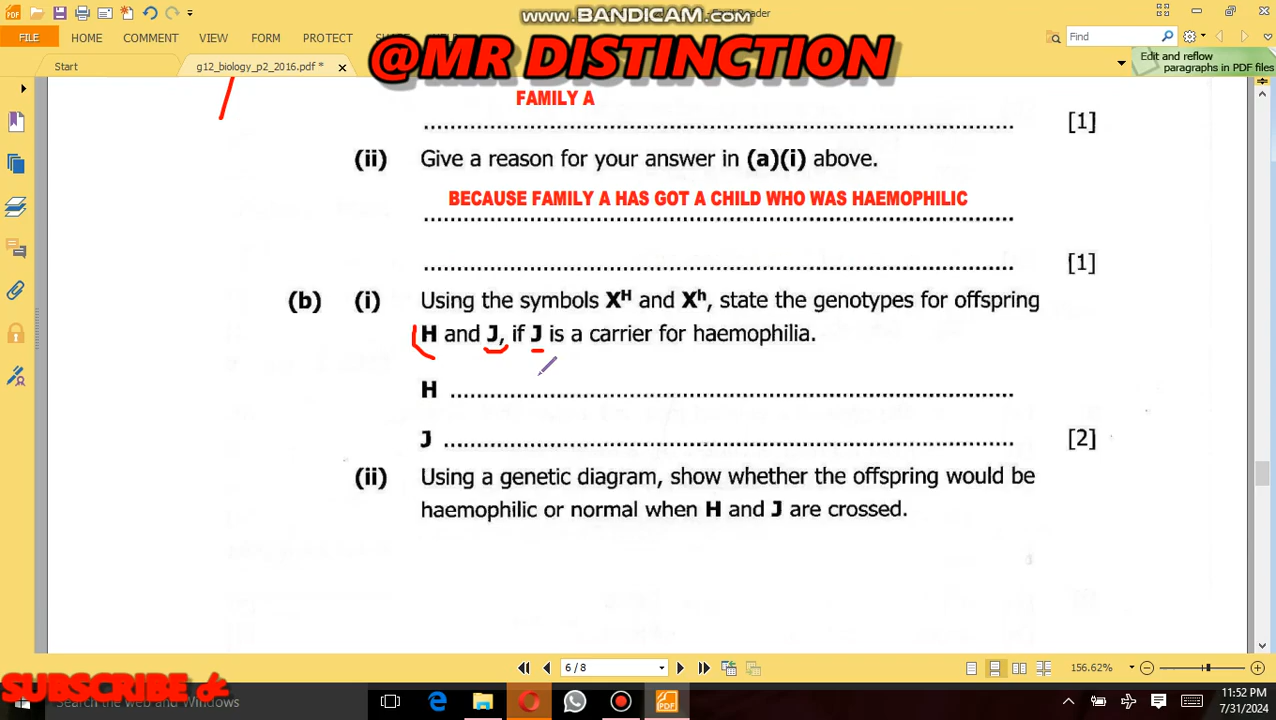 www.BANDICAM.com
Reader
FILE HOME COMMENT VIEW FORM PROTECT
Find
@MR DISTINCTION
Edit and reflow
paragraphs in PDF files
Start g12_biology_p2_2016.pdf *
FAMILY A
[1]
(ii) Give a reason for your answer in (a)(i) above.
BECAUSE FAMILY A HAS GOT A CHILD WHO WAS HAEMOPHILIC
[1]
(b) (i) Using the symbols Xᴴ and Xʰ, state the genotypes for offspring
H and J, if J is a carrier for haemophilia.
H
J [2]
(ii) Using a genetic diagram, show whether the offspring would be
haemophilic or normal when H and J are crossed.
6 / 8
156.62%
SUBSCRIBE
Search the web and Windows
11:52 PM
7/31/2024